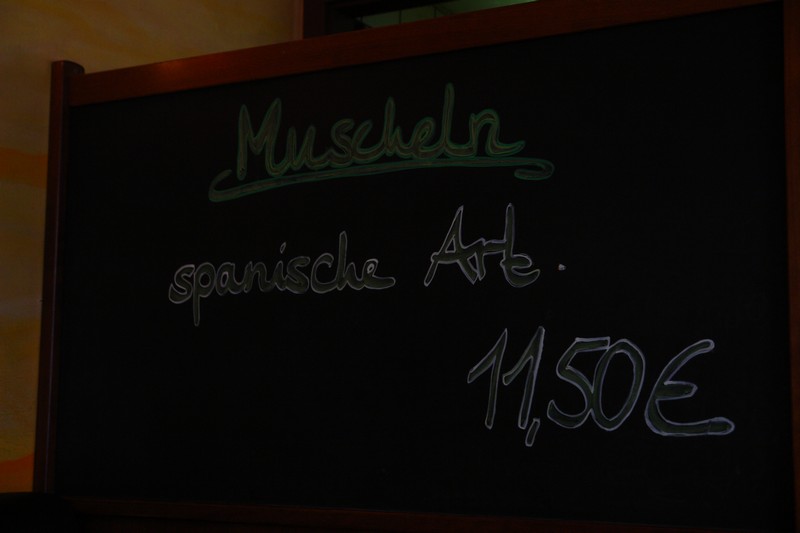 Muscheln
spanische Art.
11,50€